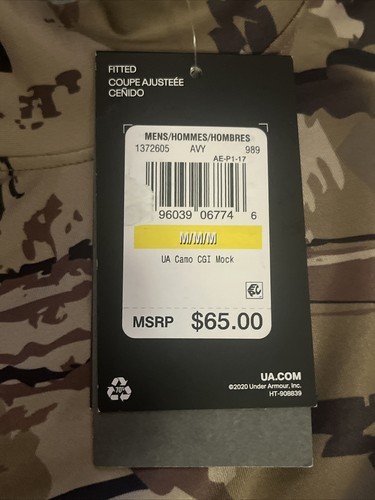 FITTED
COUPE AJUSTEÉE
CEÑIDO
MENS/HOMMES/HOMBRES
1372605 AVY 989
AE-P1-17
96039 06774 6
M/M/M
UA Camo CGI Mock
MSRP $65.00
70%
UA.COM
©2020 Under Armour, Inc.
HT-908839